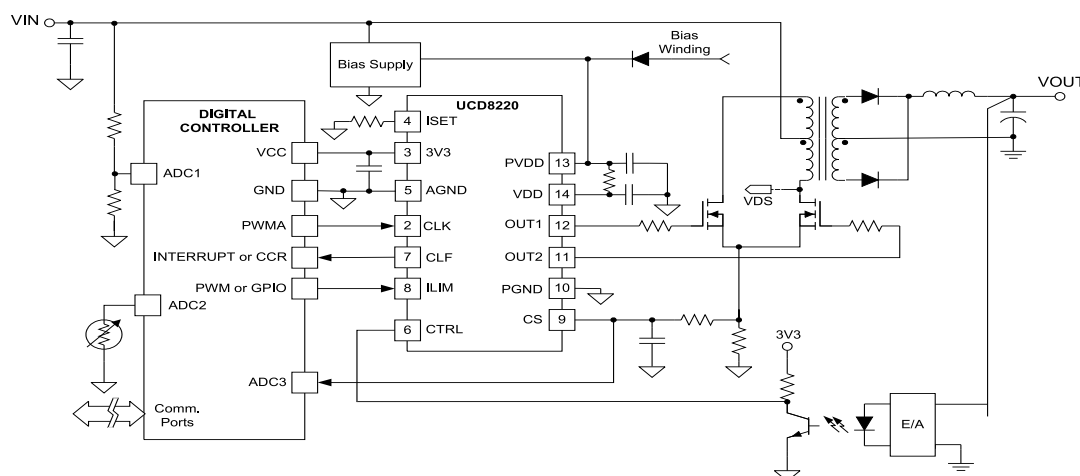 VIN
Bias Supply
Bias
Winding
VOUT
DIGITAL
CONTROLLER
UCD8220
4 ISET
VCC
3 3V3
PVDD 13
ADC1
GND
5 AGND
VDD 14
VDS
PWMA
2 CLK
OUT1 12
INTERRUPT or CCR
7 CLF
OUT2 11
PWM or GPIO
8 ILIM
PGND 10
ADC2
6 CTRL
CS 9
3V3
ADC3
Comm.
Ports
E/A